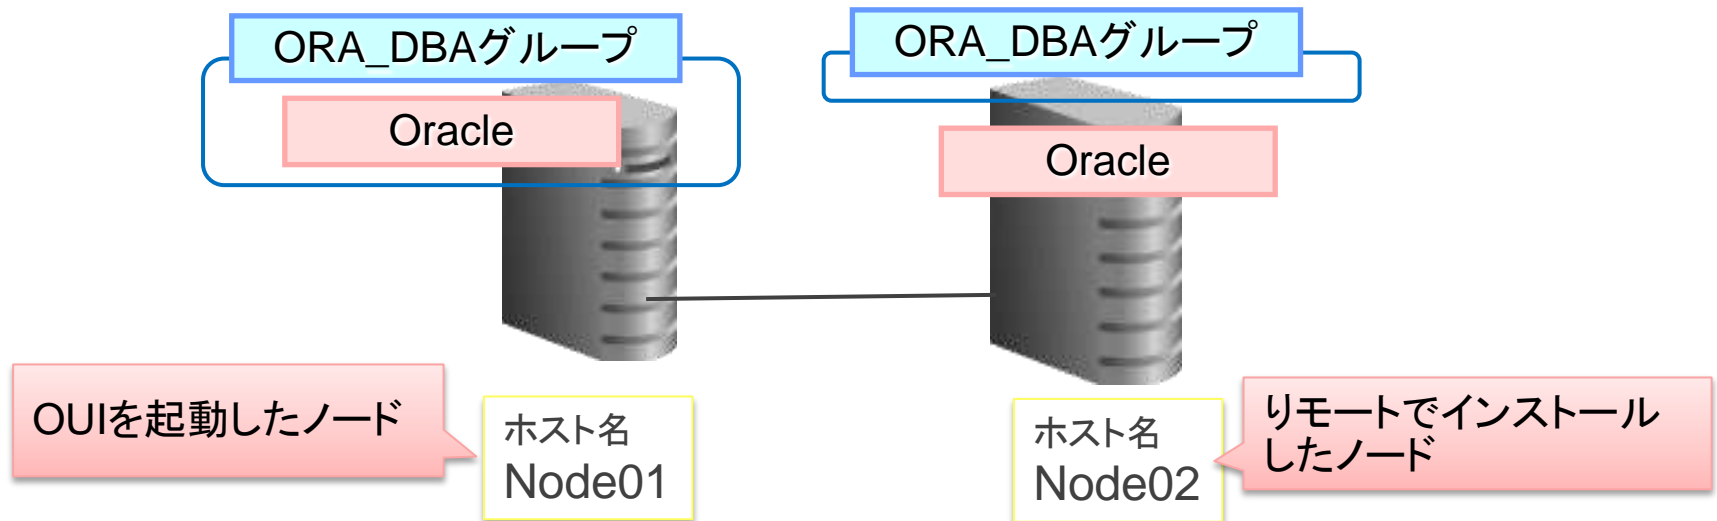 ORA_DBAグループ
Oracle
ORA_DBAグループ
Oracle
OUIを起動したノード
ホスト名
Node01
ホスト名
Node02
りモートでインストール
したノード